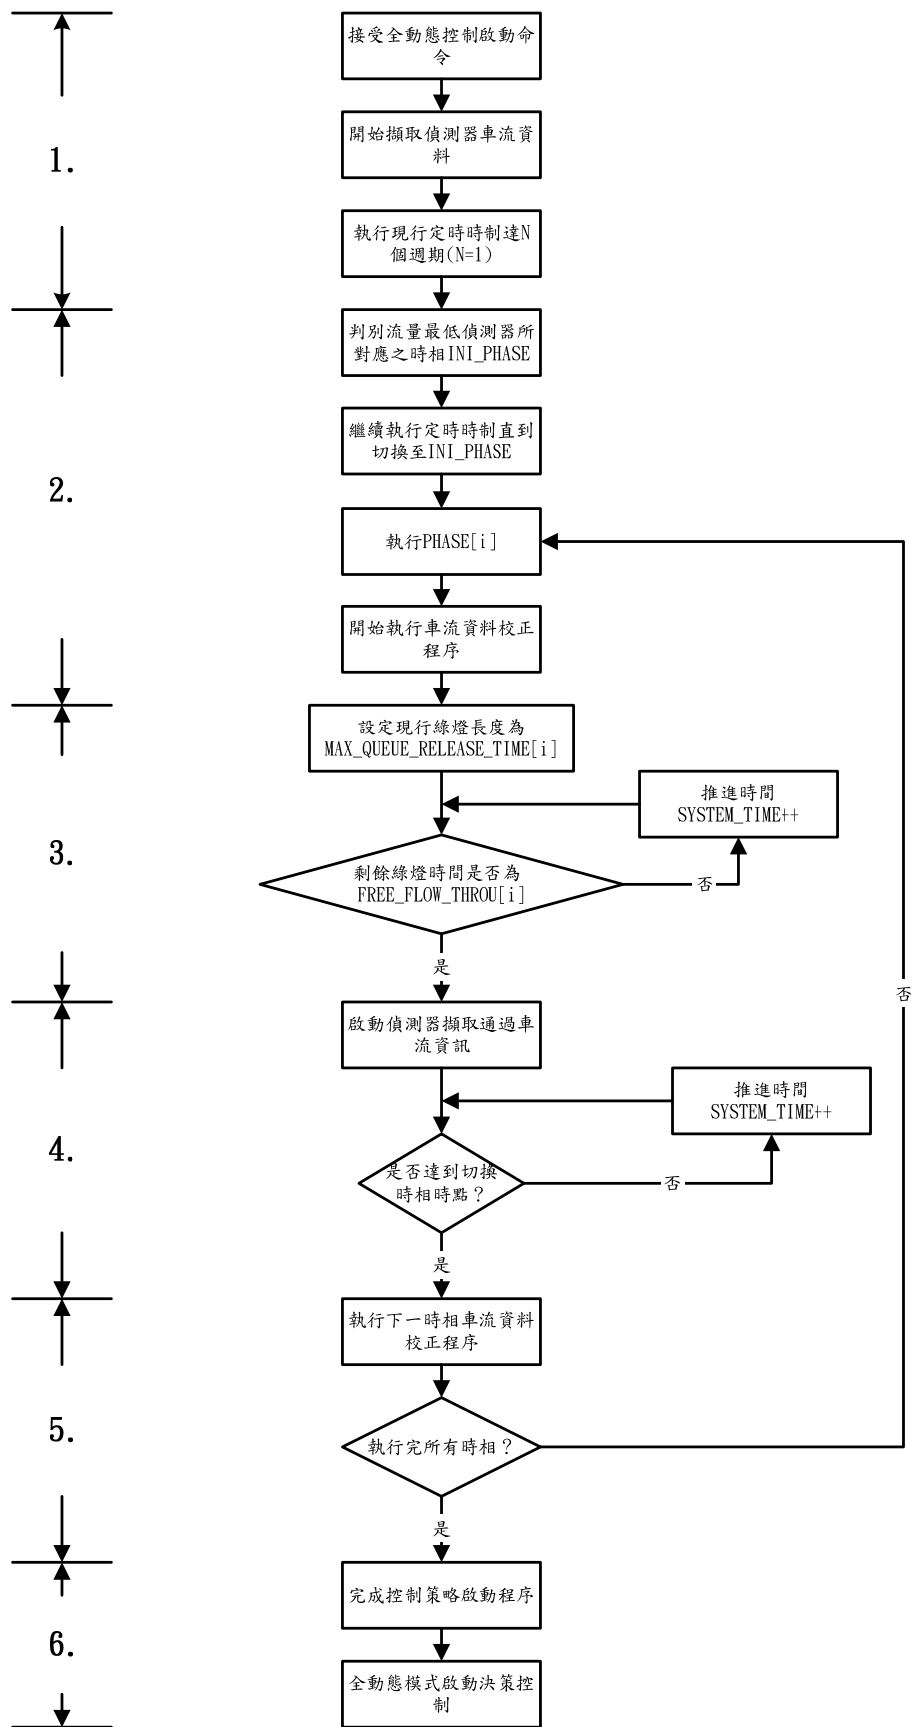 接受全動態控制啟動命
令
1.
開始擷取偵測器車流資
料
執行現行定時時制達N
個週期(N=1)
2.
判別流量最低偵測器所
對應之時相INI_PHASE
繼續執行定時時制直到
切換至INI_PHASE
執行PHASE[i]
開始執行車流資料校正
程序
3.
設定現行綠燈長度為
MAX_QUEUE_RELEASE_TIME[i]
推進時間
SYSTEM_TIME++
剩餘綠燈時間是否為
FREE_FLOW_THROU[i]
否
是
否
4.
啟動偵測器擷取通過車
流資訊
推進時間
SYSTEM_TIME++
是否達到切換
時相時點？
否
是
5.
執行下一時相車流資料
校正程序
執行完所有時相？
是
6.
完成控制策略啟動程序
全動態模式啟動決策控
制